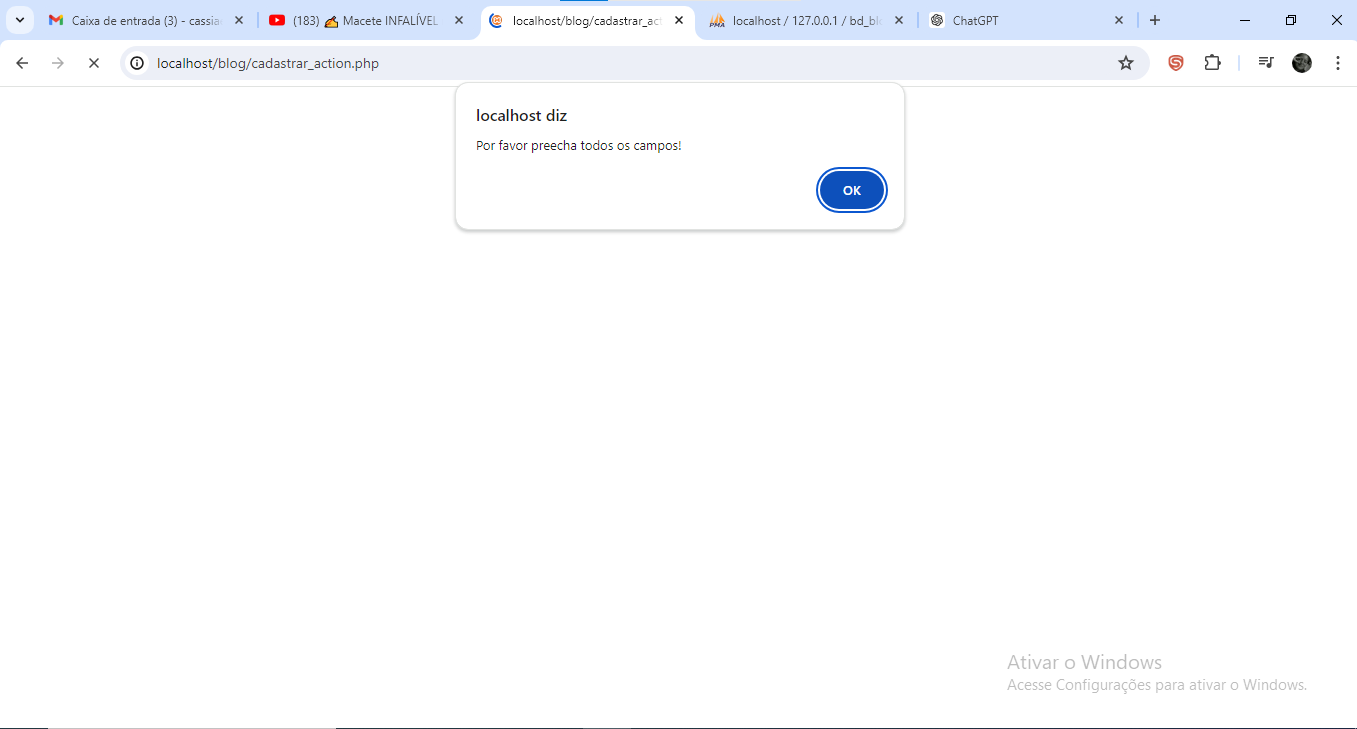 Caixa de entrada (3) - cassia
(183) ✍ Macete INFALÍVEL
localhost/blog/cadastrar_act
localhost / 127.0.0.1 / bd_blo
ChatGPT
localhost/blog/cadastrar_action.php
localhost diz
Por favor preecha todos os campos!
OK
Ativar o Windows
Acesse Configurações para ativar o Windows.